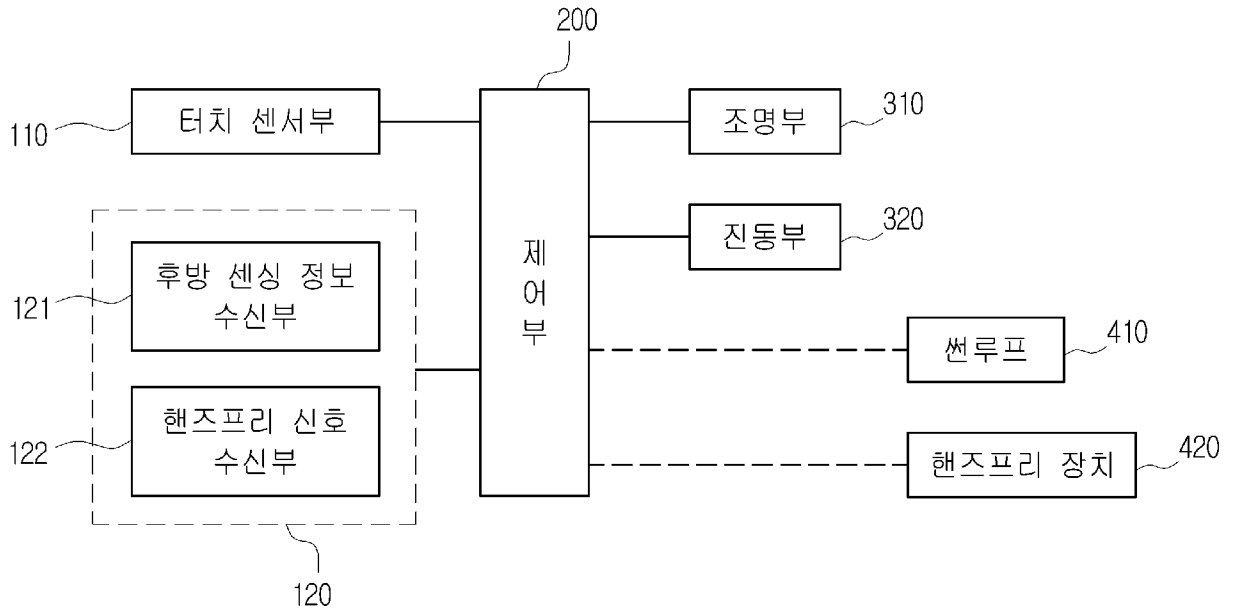 200
터치 센서부
110
조명부
310
진동부
320
후방 센싱 정보
수신부
121
제
어
부
썬루프
410
핸즈프리 신호
수신부
122
핸즈프리 장치
420
120